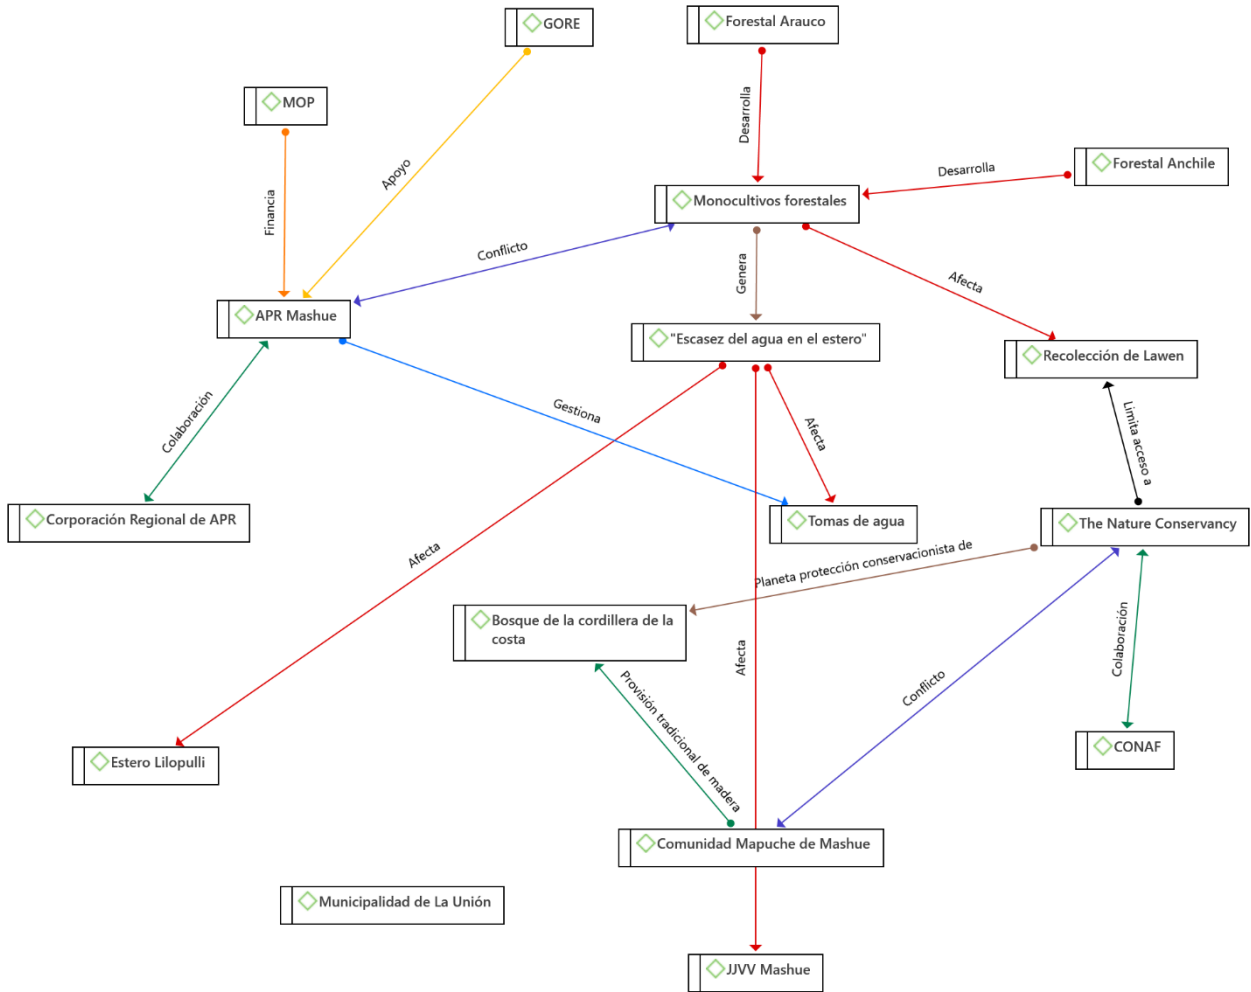 GORE
Forestal Arauco
MOP
Desarrolla
Forestal Anchile
Desarrolla
Apoyo
Financia
Monocultivos forestales
Conflicto
Genera
Afecta
APR Mashue
"Escasez del agua en el estero"
Recolección de Lawen
Colaboración
Gestiona
Afecta
Limita acceso a
Corporación Regional de APR
Tomas de agua
The Nature Conservancy
Afecta
Planeta protección conservacionista de
Bosque de la cordillera de la
costa
Afecta
Colaboración
Provisión tradicional de madera
Conflicto
Estero Lilopulli
CONAF
Comunidad Mapuche de Mashue
Municipalidad de La Unión
JJVV Mashue